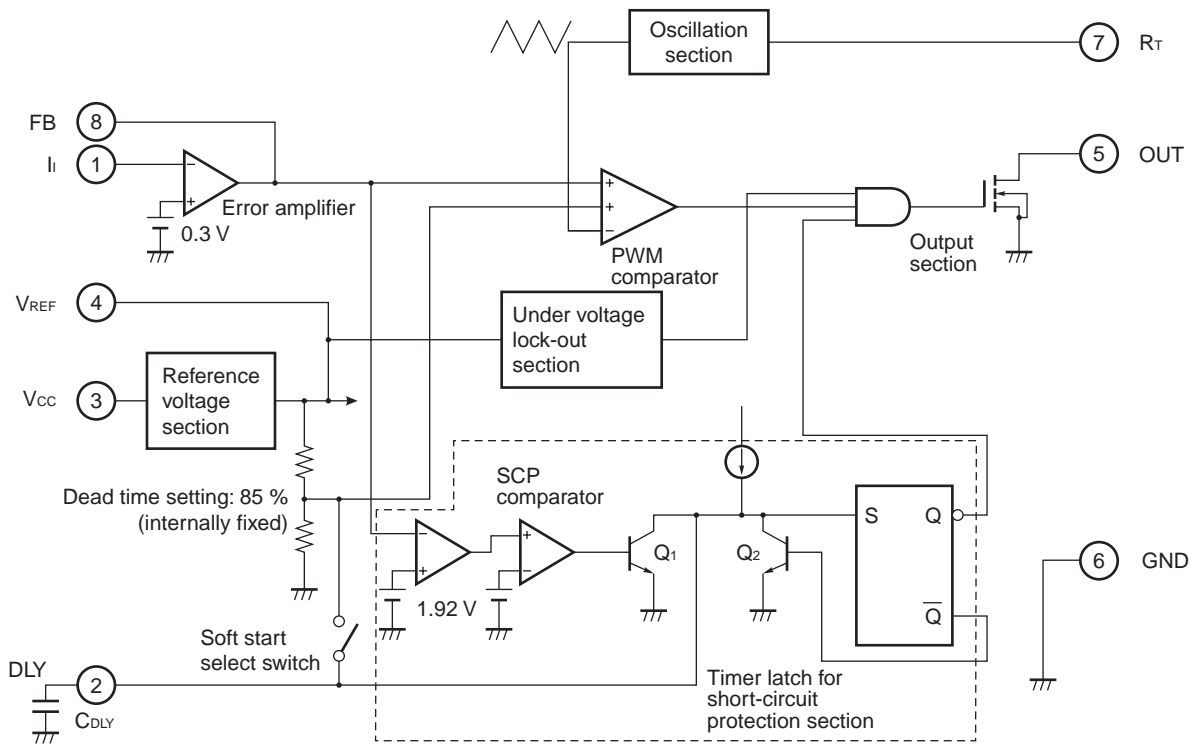 Oscillation
section
7
RT
FB
8
II
1
−
+
Error amplifier
0.3 V
+
+
−
PWM
comparator
5
OUT
Output
section
VREF
4
Under voltage
lock-out
section
VCC
3
Reference
voltage
section
Dead time setting: 85 %
(internally fixed)
SCP
comparator
−
+
+
−
1.92 V
Q1
Q2
S
Q
Q̅
6
GND
Soft start
select switch
Timer latch for
short-circuit
protection section
DLY
2
CDLY